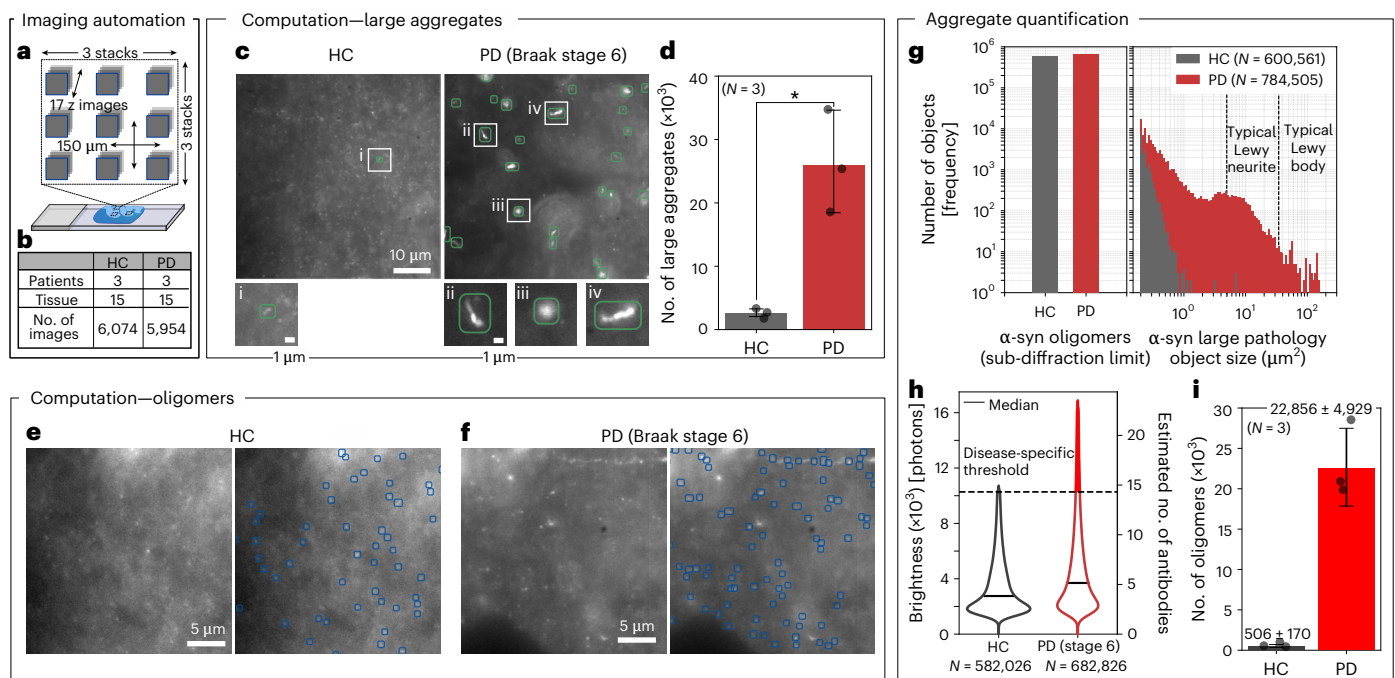 Imaging automation
a
3 stacks
17 z images
150 µm
3 stacks
b
HC PD
Patients 3 3
Tissue 15 15
No. of images 6,074 5,954
Computation—large aggregates
c
HC
PD (Braak stage 6)
i
10 µm
ii
iii
iv
i
1 µm
ii
iii
iv
1 µm
d
No. of large aggregates (×10³)
40
30
20
10
0
(N = 3)
*
HC PD
Computation—oligomers
e
HC
5 µm
f
PD (Braak stage 6)
5 µm
Aggregate quantification
g
Number of objects
[frequency]
10⁶
10⁵
10⁴
10³
10²
10¹
10⁰
HC (N = 600,561)
PD (N = 784,505)
Typical
Lewy
neurite
Typical
Lewy
body
HC PD
10⁰ 10¹ 10²
α-syn oligomers
(sub-diffraction limit)
α-syn large pathology
object size (µm²)
h
Brightness (×10³) [photons]
16
12
8
4
0
Median
Disease-specific
threshold
20
15
10
5
0
Estimated no. of antibodies
HC PD (stage 6)
N = 582,026 N = 682,826
i
No. of oligomers (×10³)
30
25
20
15
10
5
0
22,856 ± 4,929
(N = 3)
506 ± 170
HC PD